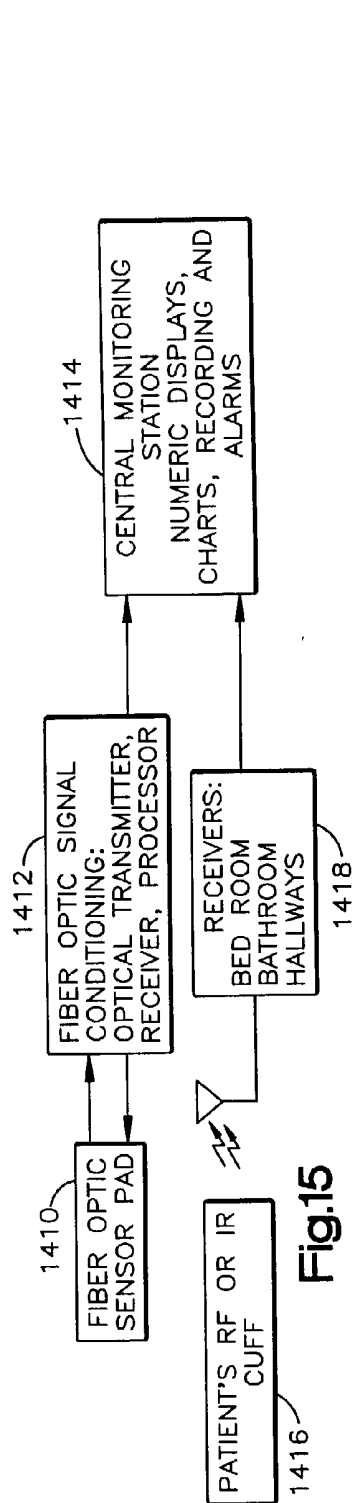 1410
FIBER OPTIC
SENSOR PAD
1412
FIBER OPTIC SIGNAL
CONDITIONING:
OPTICAL TRANSMITTER,
RECEIVER, PROCESSOR
1414
CENTRAL MONITORING
STATION
NUMERIC DISPLAYS,
CHARTS, RECORDING AND
ALARMS
PATIENT'S RF OR IR
CUFF
1416
RECEIVERS:
BED ROOM
BATHROOM
HALLWAYS
1418
Fig.15